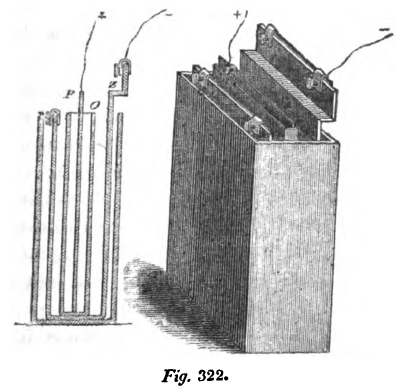 + −
P Z
O
+ −
Fig. 322.